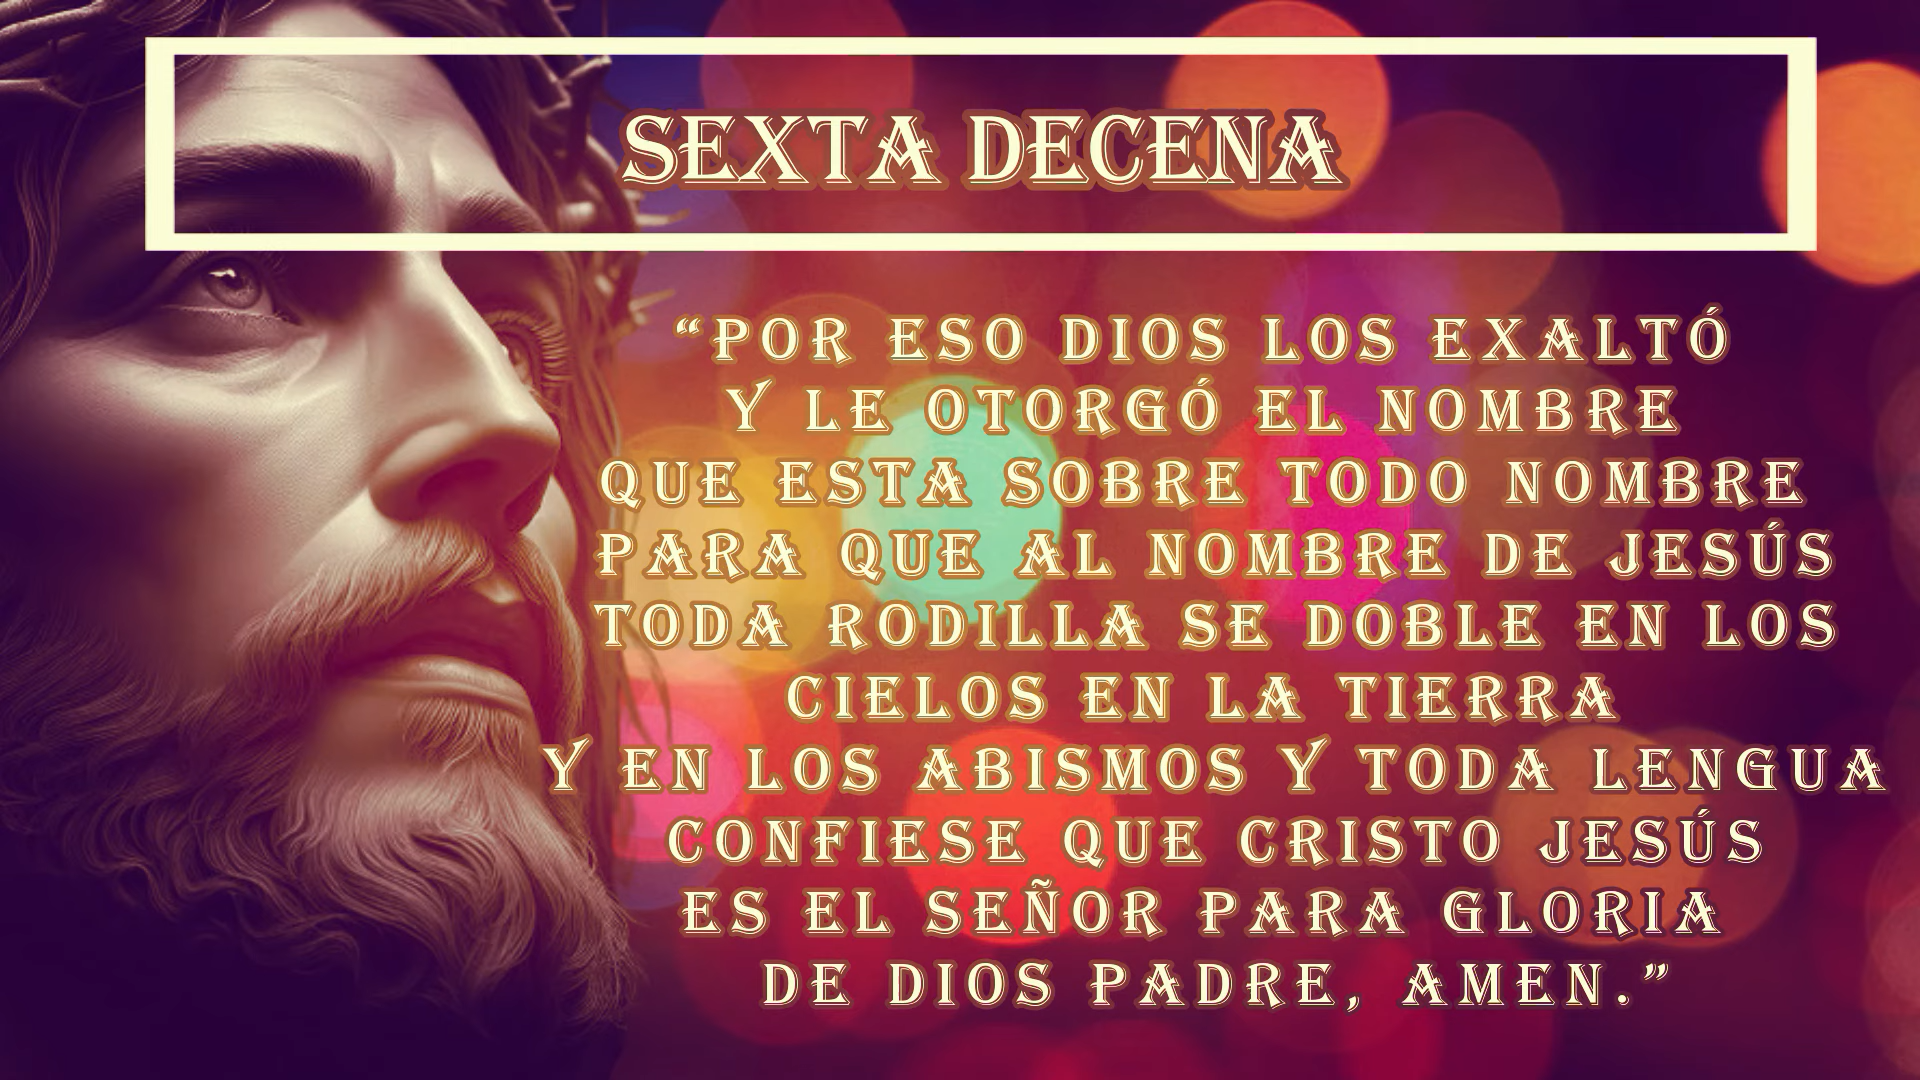 SEXTA DECENA
“POR ESO DIOS LOS EXALTÓ
Y LE OTORGÓ EL NOMBRE
QUE ESTA SOBRE TODO NOMBRE
PARA QUE AL NOMBRE DE JESÚS
TODA RODILLA SE DOBLE EN LOS
CIELOS EN LA TIERRA
Y EN LOS ABISMOS Y TODA LENGUA
CONFIESE QUE CRISTO JESÚS
ES EL SEÑOR PARA GLORIA
DE DIOS PADRE, AMEN.”